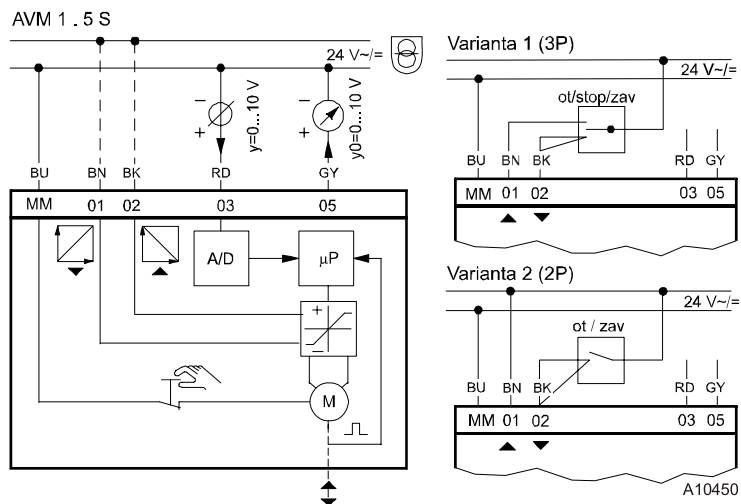 AVM 1 . 5 S
24 V~/=
y=0...10 V
y0=0...10 V
BU BN BK RD GY
MM 01 02 03 05
A/D
µP
M
Varianta 1 (3P)
24 V~/=
ot/stop/zav
BU BN BK RD GY
MM 01 02 03 05
Varianta 2 (2P)
24 V~/=
ot / zav
BU BN BK RD GY
MM 01 02 03 05
A10450